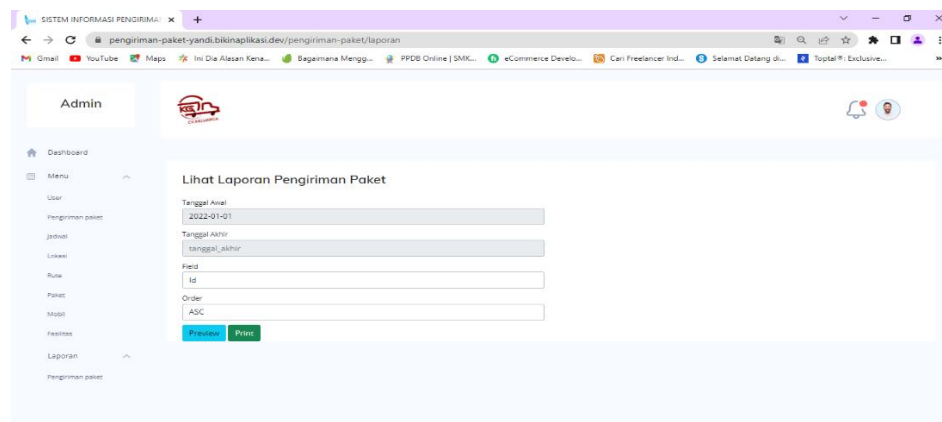 SISTEM INFORMASI PENGIRIMA
pengiriman-paket-yandi.bikinaplikasi.dev/pengiriman-paket/laporan
Gmail YouTube Maps Ini Dia Alasan Kena... Bagaimana Mengg... PPDB Online | SMK... eCommerce Develo... Cari Freelancer Ind... Selamat Datang di... Toptal®: Exclusive...
Admin
KCG
Dashboard
Menu
User
Pengiriman paket
Jadwal
Lokasi
Rute
Paket
Mobil
Fasilitas
Laporan
Pengiriman paket
Lihat Laporan Pengiriman Paket
Tanggal Awal
2022-01-01
Tanggal Akhir
tanggal_akhir
Field
Id
Order
ASC
Preview Print